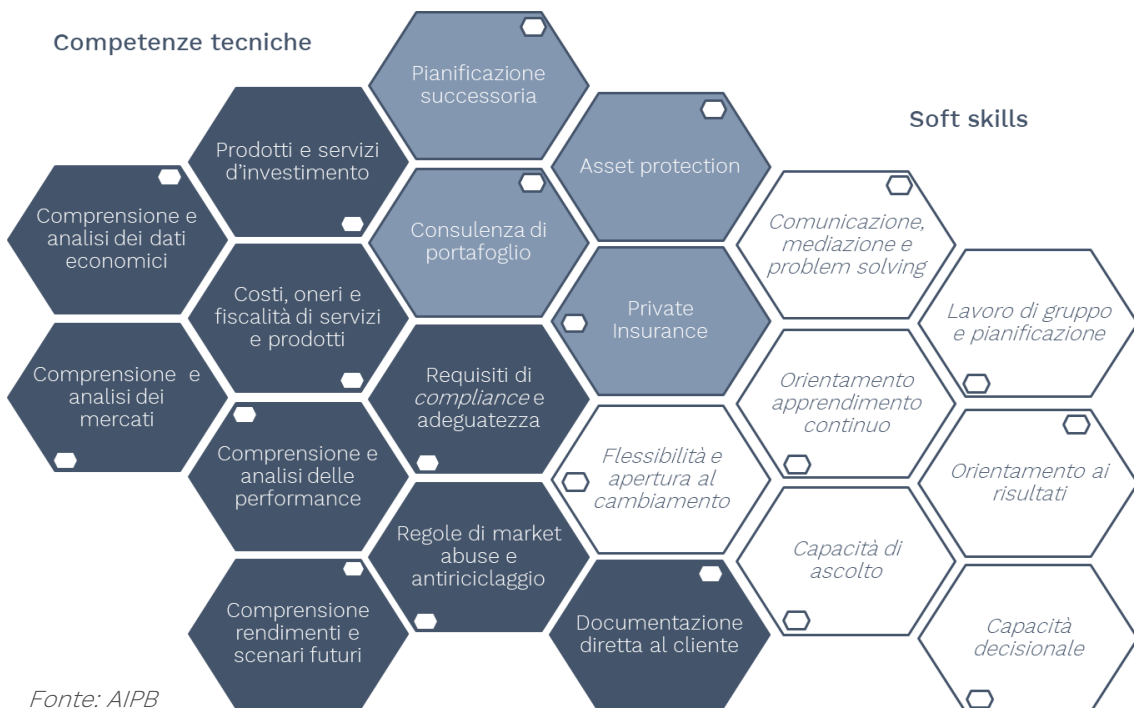 Competenze tecniche
Soft skills
Pianificazione
successoria
Prodotti e servizi
d'investimento
Asset protection
Comprensione e
analisi dei dati
economici
Consulenza di
portafoglio
Comunicazione,
mediazione e
problem solving
Costi, oneri e
fiscalità di servizi
e prodotti
Private
Insurance
Lavoro di gruppo
e pianificazione
Comprensione e
analisi dei
mercati
Requisiti di
compliance e
adeguatezza
Orientamento
apprendimento
continuo
Comprensione e
analisi delle
performance
Flessibilità e
apertura al
cambiamento
Orientamento ai
risultati
Regole di market
abuse e
antiriciclaggio
Capacità di
ascolto
Comprensione
rendimenti e
scenari futuri
Documentazione
diretta al cliente
Capacità
decisionale
Fonte: AIPB